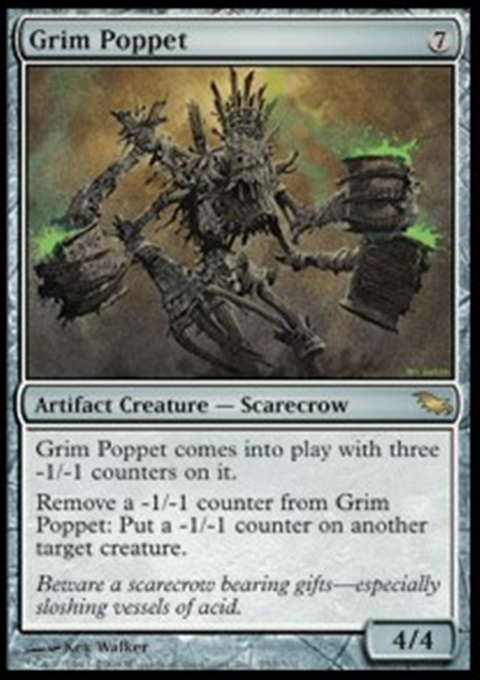 Grim Poppet 7
Artifact Creature — Scarecrow
Grim Poppet comes into play with three
-1/-1 counters on it.
Remove a -1/-1 counter from Grim
Poppet: Put a -1/-1 counter on another
target creature.
Beware a scarecrow bearing gifts—especially
sloshing vessels of acid.
Kev Walker
4/4